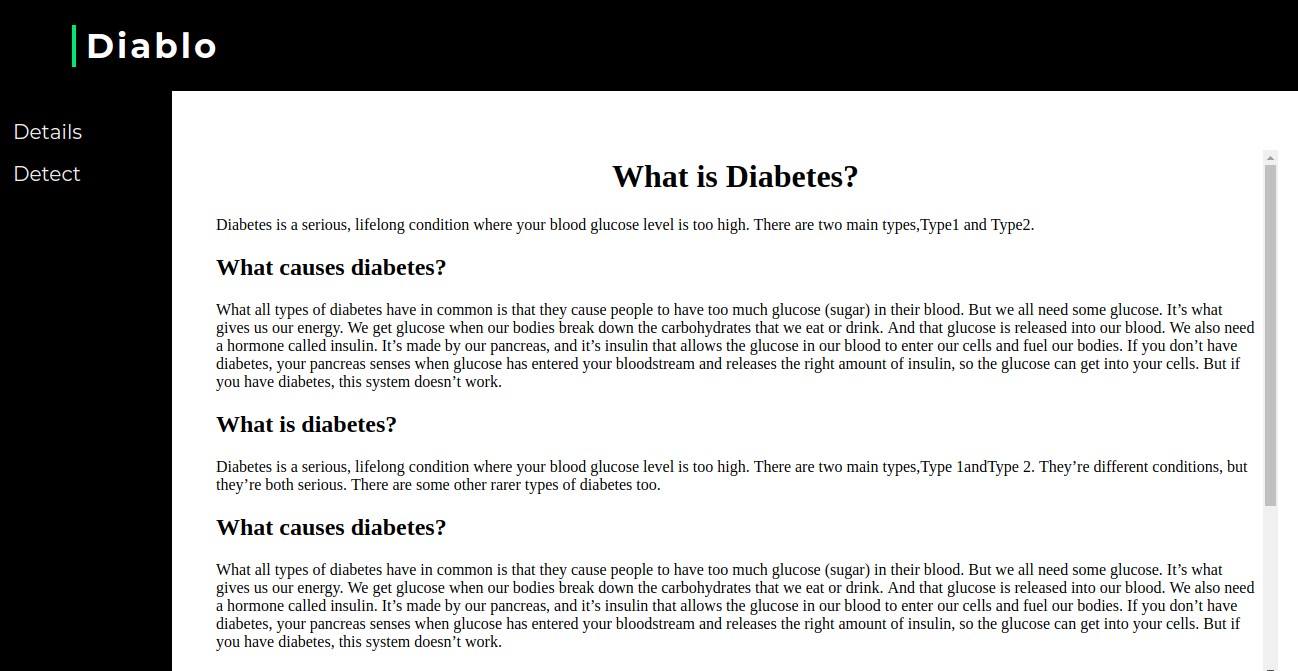 Diablo
Details
Detect
What is Diabetes?
Diabetes is a serious, lifelong condition where your blood glucose level is too high. There are two main types,Type1 and Type2.
What causes diabetes?
What all types of diabetes have in common is that they cause people to have too much glucose (sugar) in their blood. But we all need some glucose. It’s what
gives us our energy. We get glucose when our bodies break down the carbohydrates that we eat or drink. And that glucose is released into our blood. We also need
a hormone called insulin. It’s made by our pancreas, and it’s insulin that allows the glucose in our blood to enter our cells and fuel our bodies. If you don’t have
diabetes, your pancreas senses when glucose has entered your bloodstream and releases the right amount of insulin, so the glucose can get into your cells. But if
you have diabetes, this system doesn’t work.
What is diabetes?
Diabetes is a serious, lifelong condition where your blood glucose level is too high. There are two main types,Type 1andType 2. They’re different conditions, but
they’re both serious. There are some other rarer types of diabetes too.
What causes diabetes?
What all types of diabetes have in common is that they cause people to have too much glucose (sugar) in their blood. But we all need some glucose. It’s what
gives us our energy. We get glucose when our bodies break down the carbohydrates that we eat or drink. And that glucose is released into our blood. We also need
a hormone called insulin. It’s made by our pancreas, and it’s insulin that allows the glucose in our blood to enter our cells and fuel our bodies. If you don’t have
diabetes, your pancreas senses when glucose has entered your bloodstream and releases the right amount of insulin, so the glucose can get into your cells. But if
you have diabetes, this system doesn’t work.